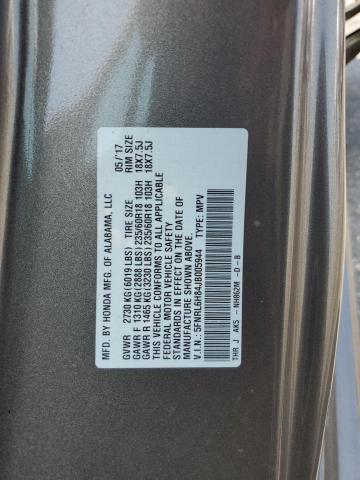 MFD. BY HONDA MFG. OF ALABAMA, LLC 05/'17
TIRE SIZE RIM SIZE
GVWR 2730 KG (6019 LBS)
GAWR F 1310 KG (2888 LBS) 235/60R18 103H 18X7.5J
GAWR R 1465 KG (3230 LBS) 235/60R18 103H 18X7.5J
THIS VEHICLE CONFORMS TO ALL APPLICABLE
FEDERAL MOTOR VEHICLE SAFETY
STANDARDS IN EFFECT ON THE DATE OF
MANUFACTURE SHOWN ABOVE.
V.I.N.: 5FNRL6H84JB005944 TYPE: MPV
THR J AK5 - NH862M -D -B